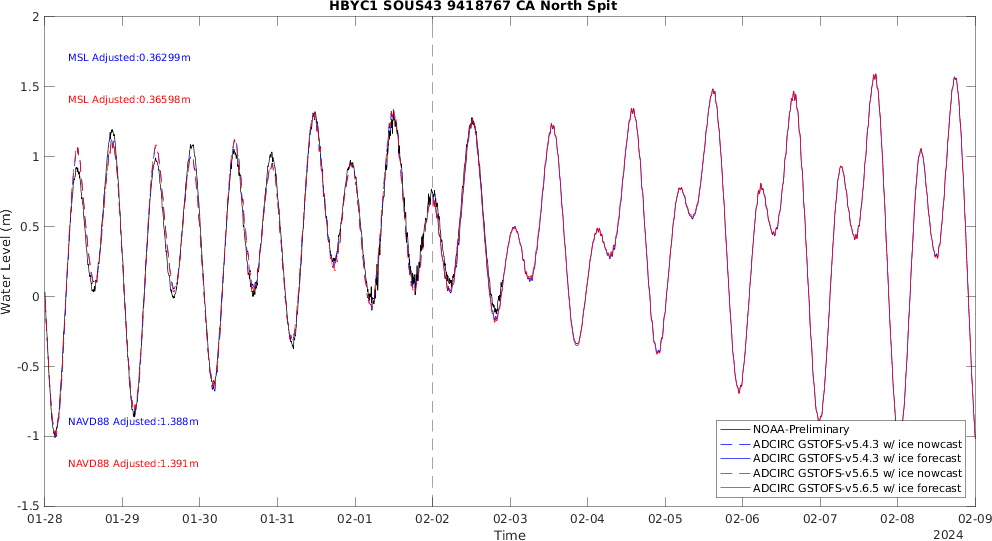 HBYC1 SOUS43 9418767 CA North Spit
2
1.5
1
0.5
0
-0.5
-1
-1.5
Water Level (m)
MSL Adjusted:0.36299m
MSL Adjusted:0.36598m
NAVD88 Adjusted:1.388m
NAVD88 Adjusted:1.391m
NOAA-Preliminary
ADCIRC GSTOFS-v5.4.3 w/ ice nowcast
ADCIRC GSTOFS-v5.4.3 w/ ice forecast
ADCIRC GSTOFS-v5.6.5 w/ ice nowcast
ADCIRC GSTOFS-v5.6.5 w/ ice forecast
01-28 01-29 01-30 01-31 02-01 02-02 02-03 02-04 02-05 02-06 02-07 02-08 02-09
Time
2024